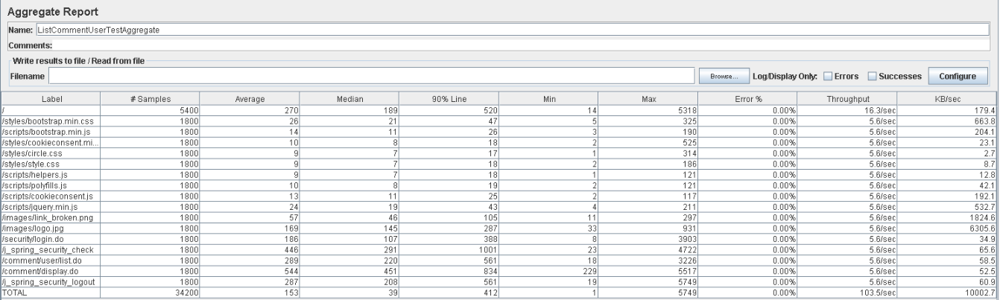 Aggregate Report
Name: ListCommentUserTestAggregate
Comments:
Write results to file / Read from file
Filename Browse... Log/Display Only: Errors Successes Configure
Label # Samples Average Median 90% Line Min Max Error % Throughput KB/sec
/ 5400 270 189 520 14 5318 0.00% 16.3/sec 179.4
/styles/bootstrap.min.css 1800 26 21 47 5 325 0.00% 5.6/sec 663.8
/scripts/bootstrap.min.js 1800 14 11 26 3 190 0.00% 5.6/sec 204.1
/styles/cookieconsent.mi... 1800 10 8 18 2 525 0.00% 5.6/sec 23.1
/styles/circle.css 1800 9 7 17 1 314 0.00% 5.6/sec 2.7
/styles/style.css 1800 9 7 18 2 186 0.00% 5.6/sec 8.7
/scripts/helpers.js 1800 9 7 18 1 121 0.00% 5.6/sec 12.8
/scripts/polyfills.js 1800 10 8 19 2 121 0.00% 5.6/sec 42.1
/scripts/cookieconsent.js 1800 13 11 25 2 117 0.00% 5.6/sec 192.1
/scripts/jquery.min.js 1800 24 19 43 4 211 0.00% 5.6/sec 532.7
/images/link_broken.png 1800 57 46 105 11 297 0.00% 5.6/sec 1824.6
/images/logo.jpg 1800 169 145 287 33 931 0.00% 5.6/sec 6305.6
/security/login.do 1800 186 107 388 8 3903 0.00% 5.6/sec 34.9
/j_spring_security_check 1800 446 291 1001 23 4722 0.00% 5.6/sec 65.6
/comment/user/list.do 1800 289 220 561 18 3226 0.00% 5.6/sec 58.5
/comment/display.do 1800 544 451 834 229 5517 0.00% 5.6/sec 52.5
/j_spring_security_logout 1800 287 208 561 19 5749 0.00% 5.6/sec 60.9
TOTAL 34200 153 39 412 1 5749 0.00% 103.5/sec 10002.7